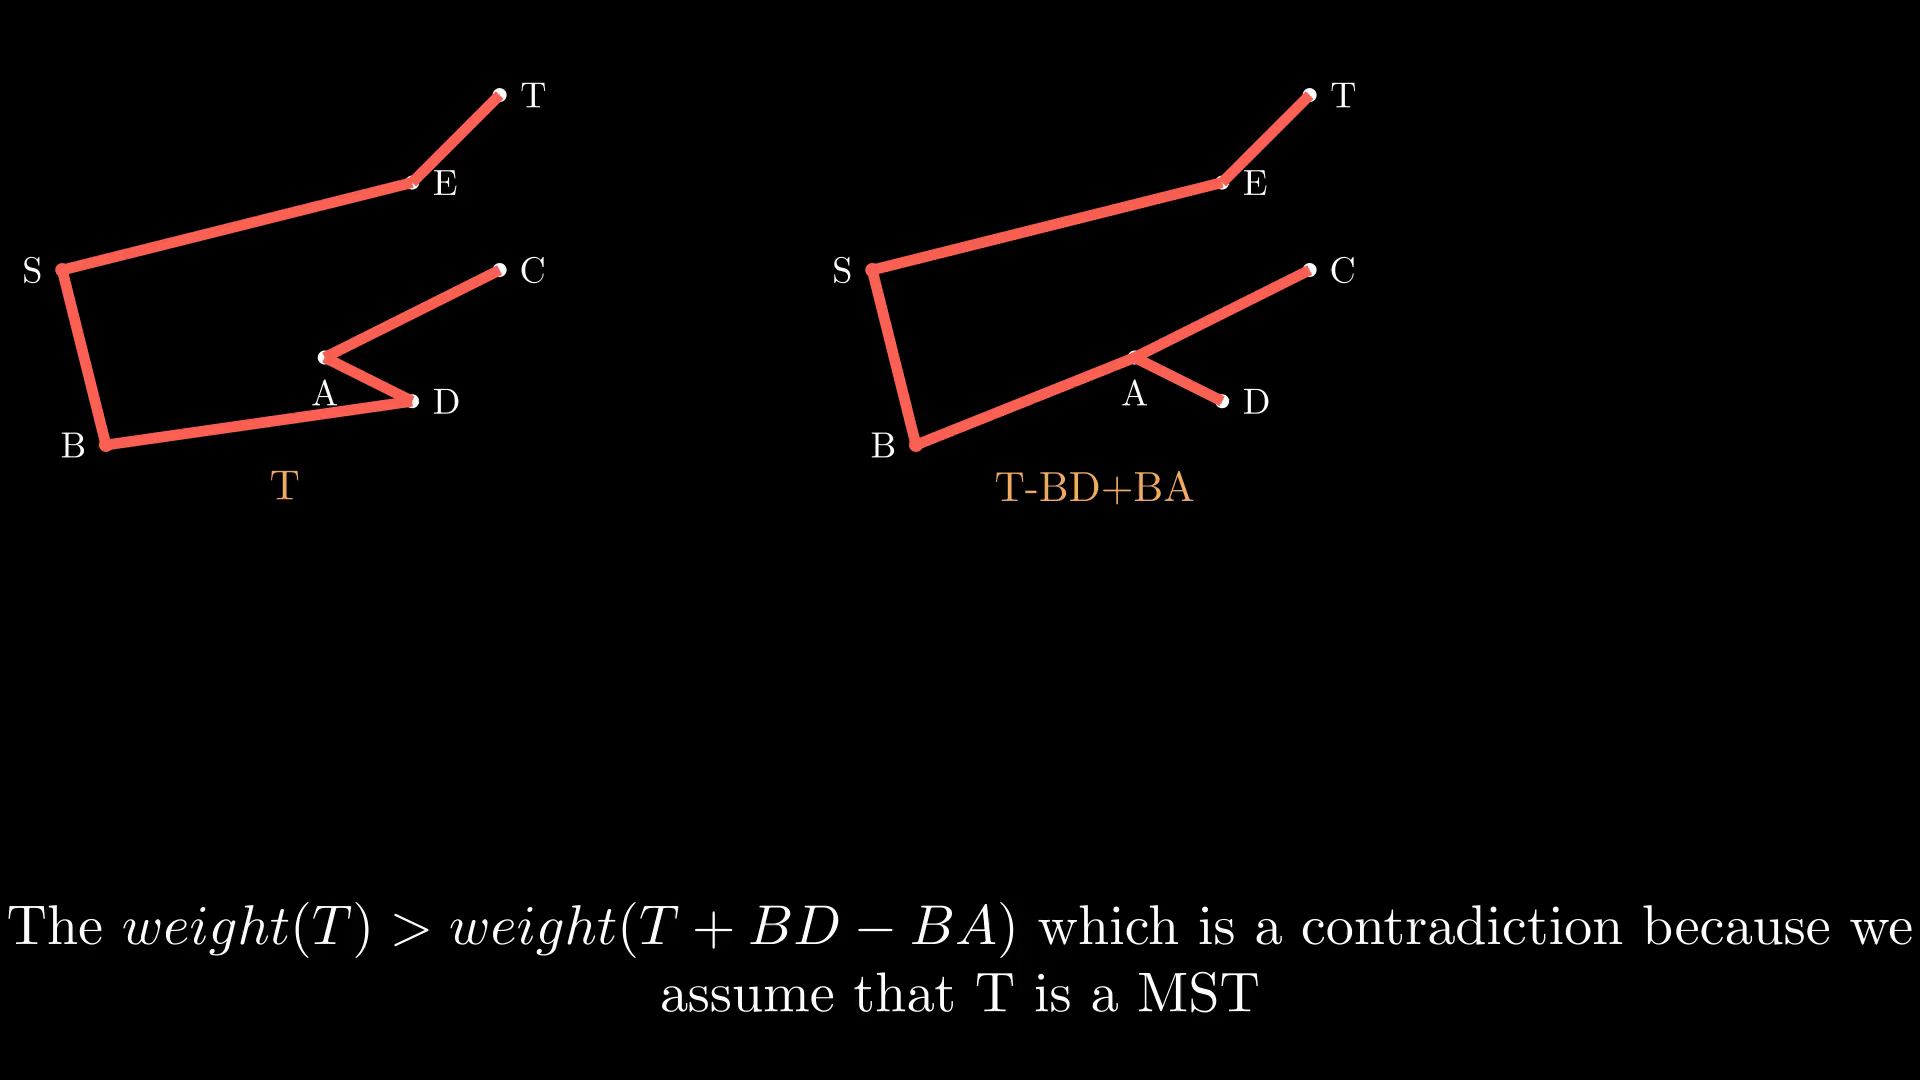 T
T
E
E
S
C
S
C
A
D
A
D
B
B
T
T-BD+BA
The weight(T) > weight(T + BD − BA) which is a contradiction because we
assume that T is a MST